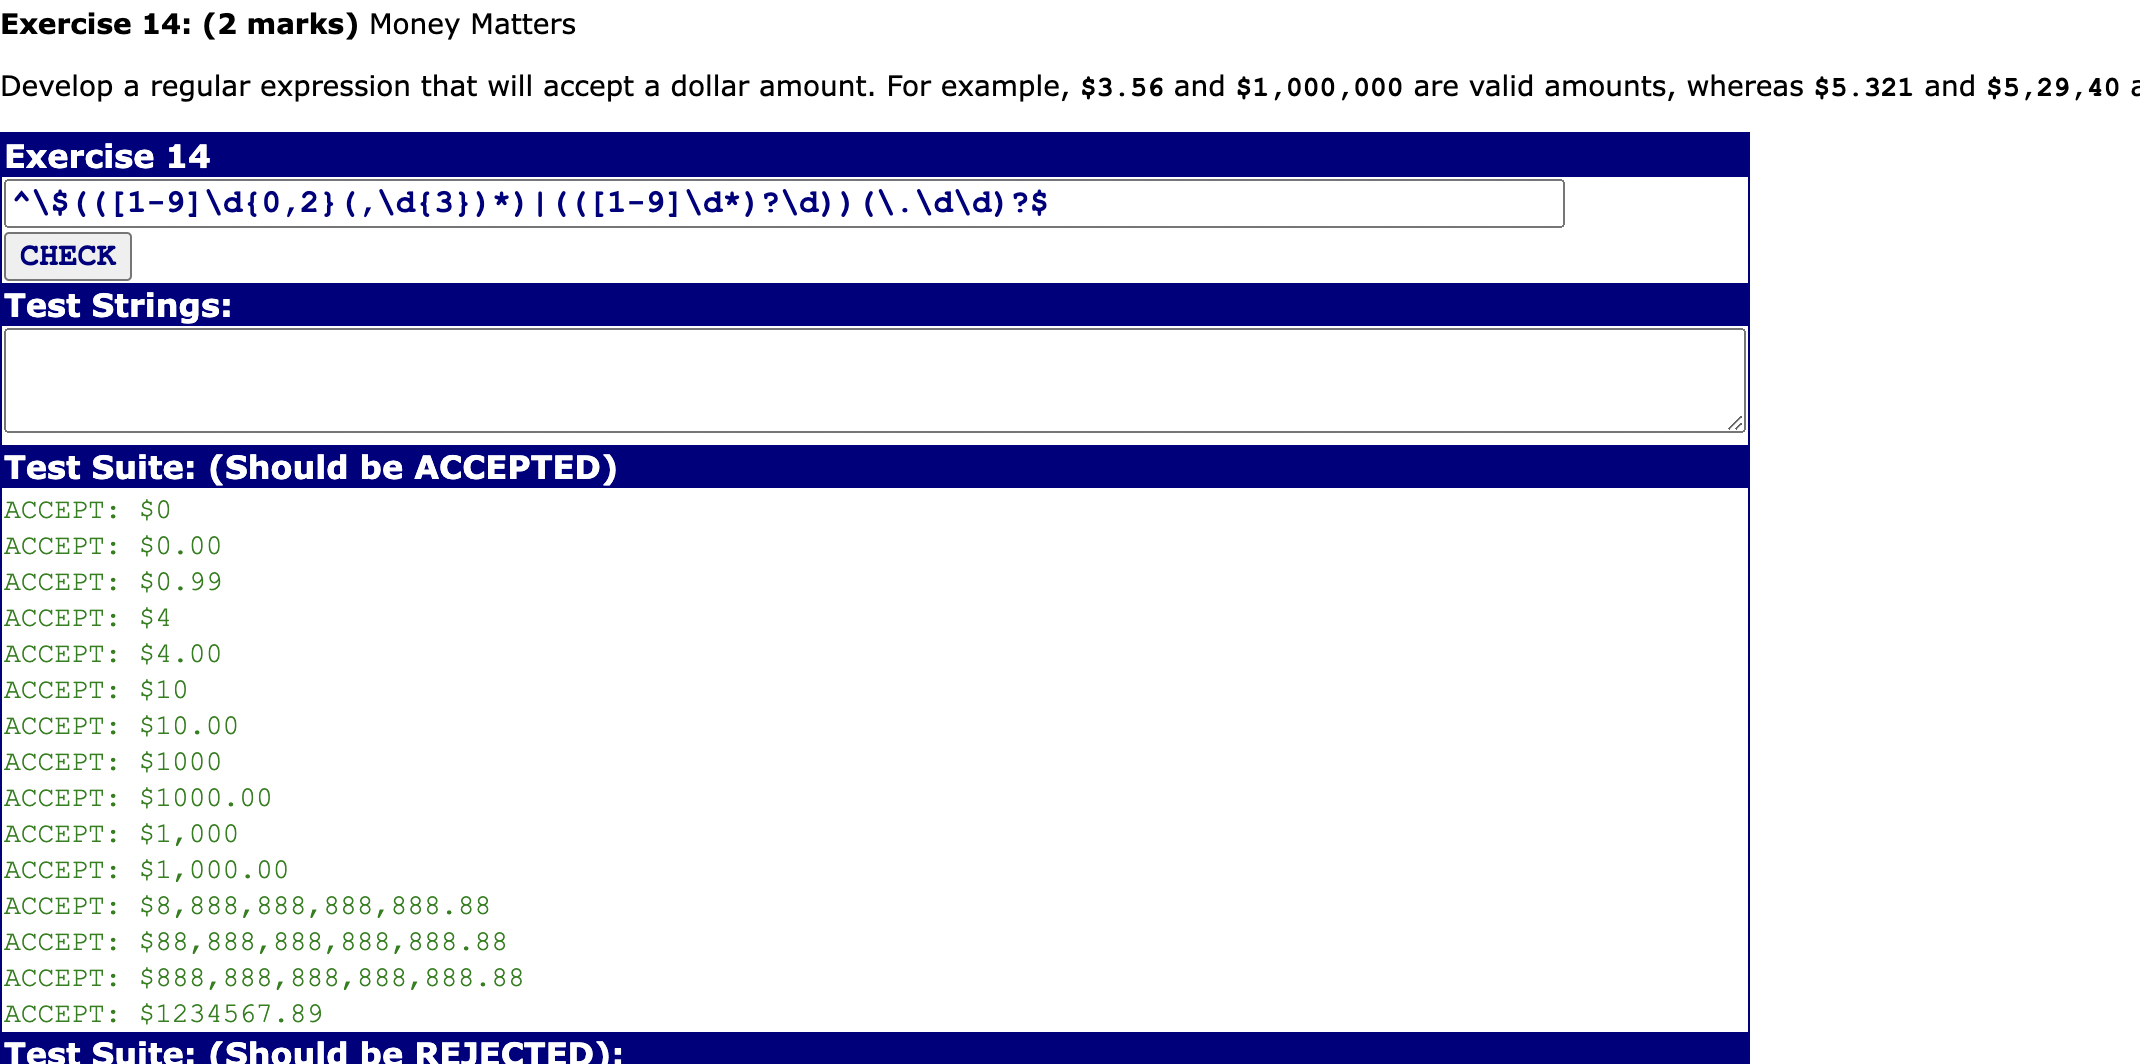 Exercise 14: (2 marks) Money Matters
Develop a regular expression that will accept a dollar amount. For example, $3.56 and $1,000,000 are valid amounts, whereas $5.321 and $5,29,40 a
Exercise 14
^\$(([1-9]\d{0,2}(,\d{3})*)|(([1-9]\d*)?\d))(\.\d\d)?$
CHECK
Test Strings:
Test Suite: (Should be ACCEPTED)
ACCEPT: $0
ACCEPT: $0.00
ACCEPT: $0.99
ACCEPT: $4
ACCEPT: $4.00
ACCEPT: $10
ACCEPT: $10.00
ACCEPT: $1000
ACCEPT: $1000.00
ACCEPT: $1,000
ACCEPT: $1,000.00
ACCEPT: $8,888,888,888,888.88
ACCEPT: $88,888,888,888,888.88
ACCEPT: $888,888,888,888,888.88
ACCEPT: $1234567.89
Test Suite: (Should be REJECTED):